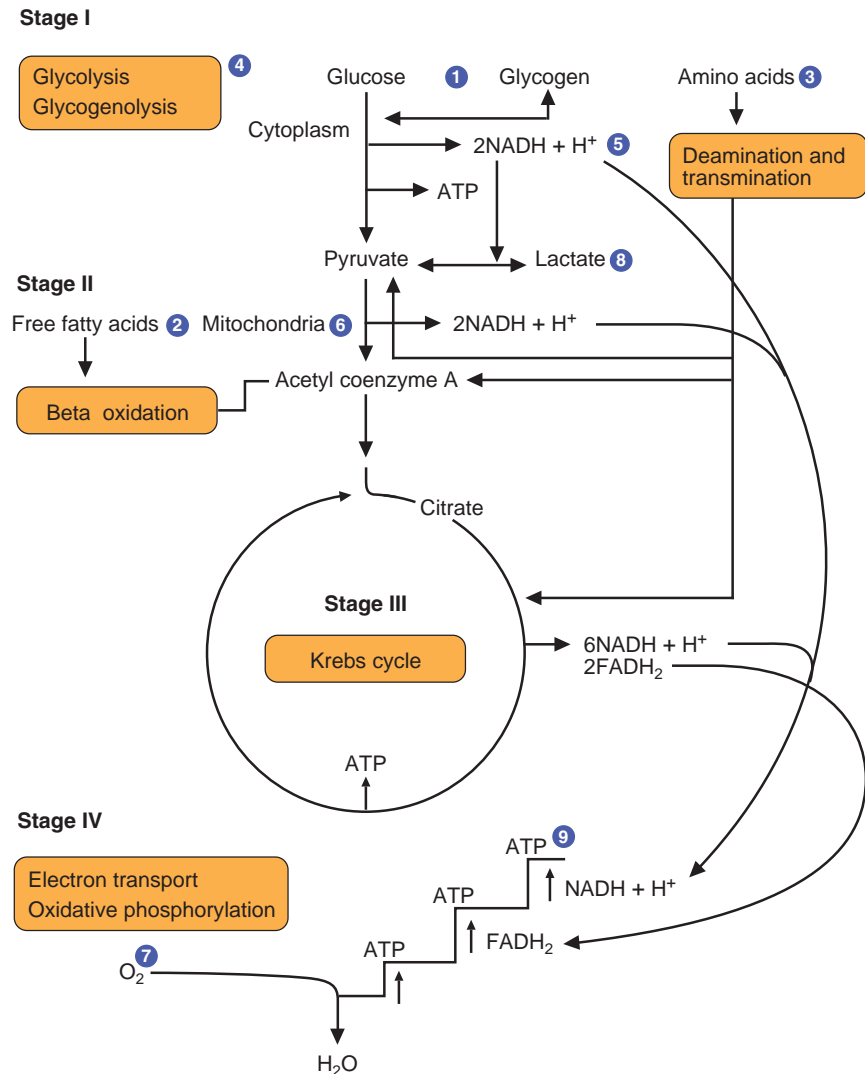 Stage I
Glycolysis
Glycogenolysis
4
Glucose 1 Glycogen
Amino acids 3
Cytoplasm
2NADH + H⁺ 5
Deamination and
transmination
ATP
Pyruvate
Lactate 8
Stage II
Free fatty acids 2
Mitochondria 6
2NADH + H⁺
Beta oxidation
Acetyl coenzyme A
Citrate
Stage III
Krebs cycle
6NADH + H⁺
2FADH₂
ATP
Stage IV
Electron transport
Oxidative phosphorylation
ATP 9
NADH + H⁺
ATP
FADH₂
ATP
7
O₂
H₂O